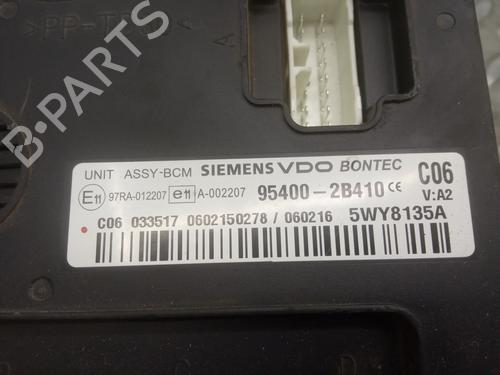 B-PARTS
A
UNIT ASSY-BCM SIEMENS VDO BONTEC C06
E11 97RA-012207 e11 A-002207 95400-2B410 CE V:A2
C06 033517 0602150278 / 060216 5WY8135A